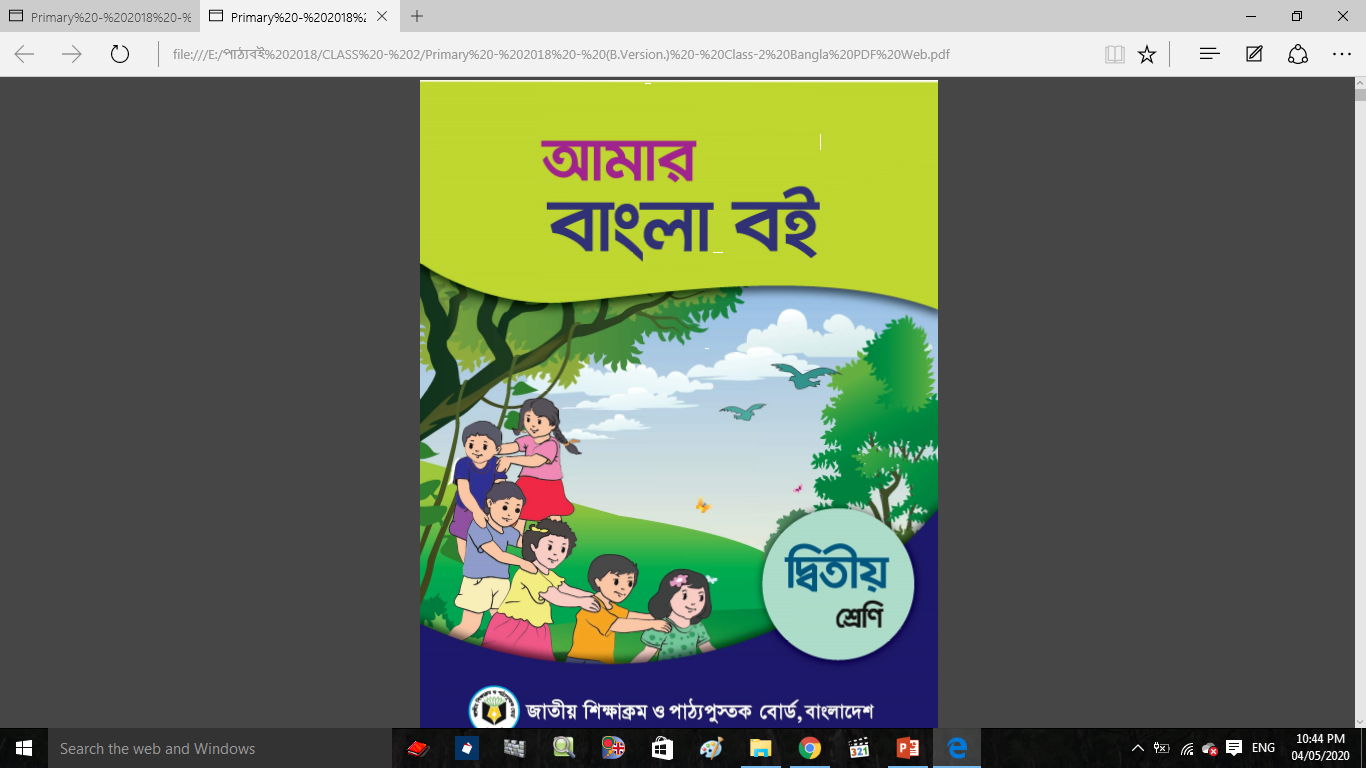 Primary%20-%202018%20-%
Primary%20-%202018%2
file:///E:/পাঠ্যবই%202018/CLASS%20-%202/Primary%20-%202018%20-%20(B.Version.)%20-%20Class-2%20Bangla%20PDF%20Web.pdf
আমার
বাংলা বই
দ্বিতীয়
শ্রেণি
জাতীয় শিক্ষাক্রম ও পাঠ্যপুস্তক বোর্ড, বাংলাদেশ
Search the web and Windows
321
ENG
10:44 PM
04/05/2020